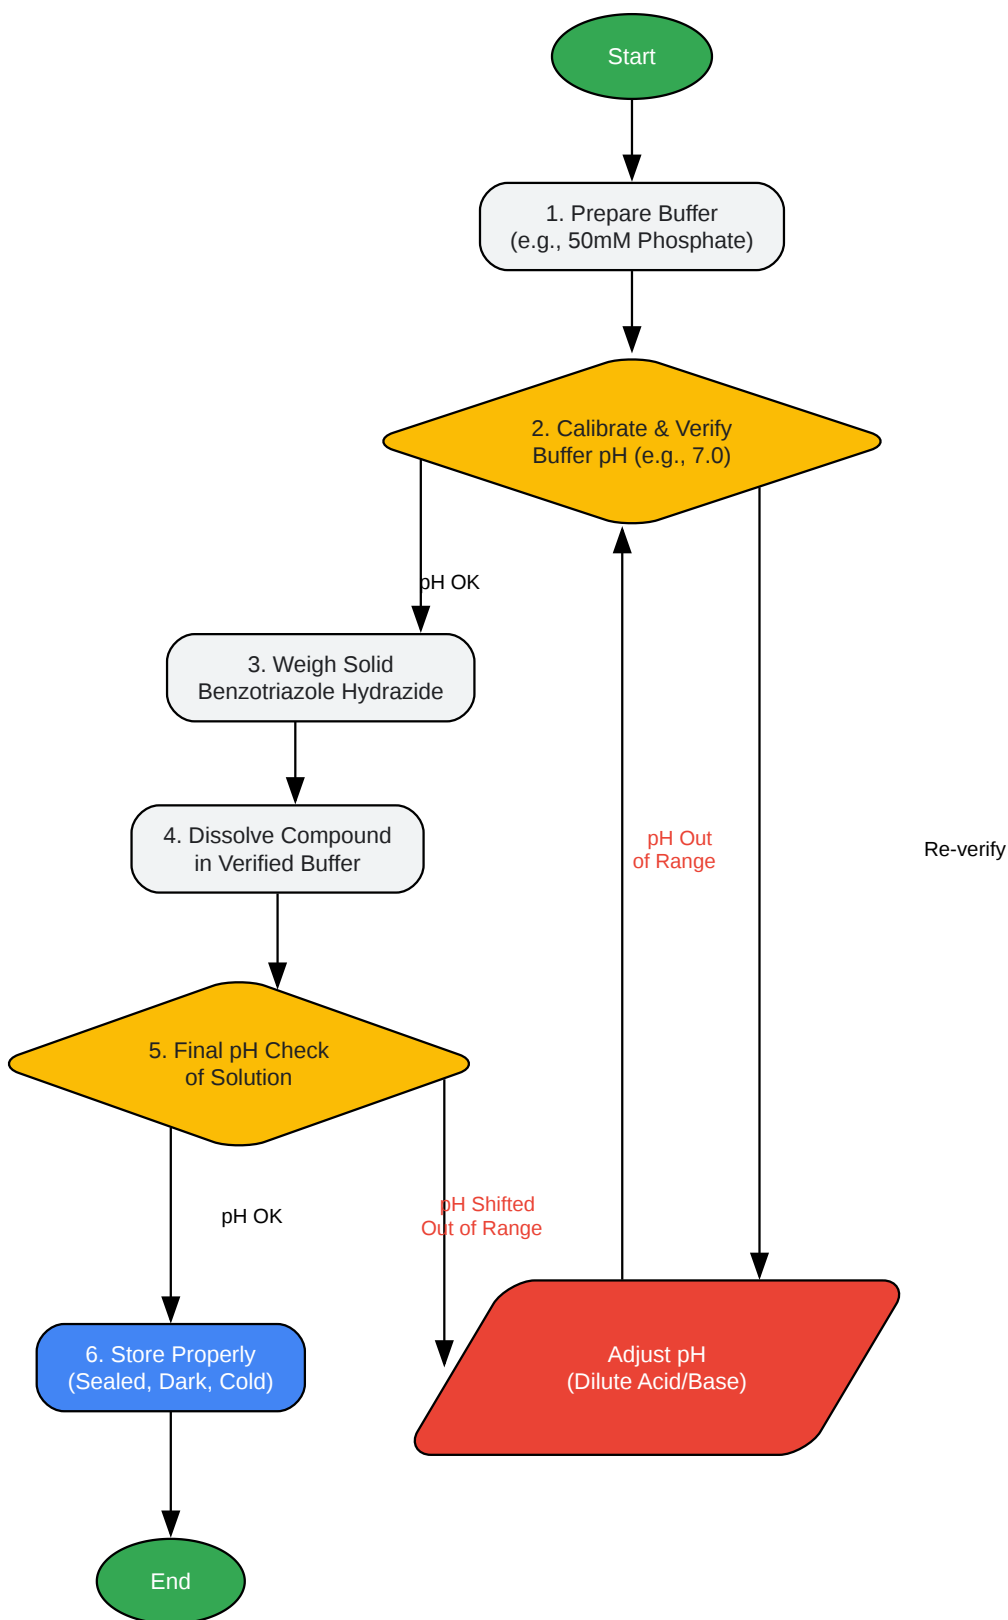 Start
1. Prepare Buffer
(e.g., 50mM Phosphate)
2. Calibrate & Verify
Buffer pH (e.g., 7.0)
pH OK
3. Weigh Solid
Benzotriazole Hydrazide
4. Dissolve Compound
in Verified Buffer
pH Out
of Range
Re-verify
5. Final pH Check
of Solution
pH OK
pH Shifted
Out of Range
6. Store Properly
(Sealed, Dark, Cold)
Adjust pH
(Dilute Acid/Base)
End